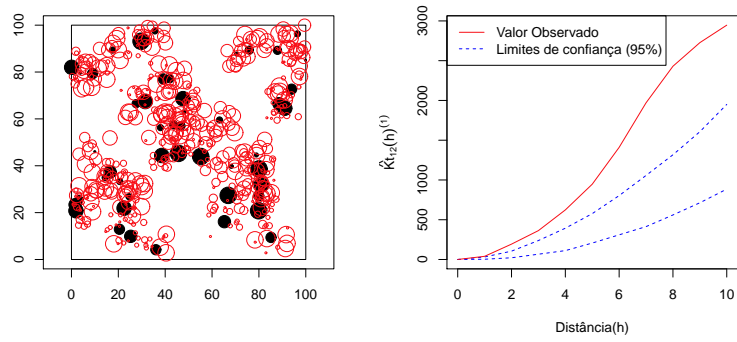 100
80
60
40
20
0
0 20 40 60 80 100
Valor Observado
Limites de confiança (95%)
K̂t₁₂(h)⁽¹⁾
3000
2000
1000
500
0
0 2 4 6 8 10
Distância(h)